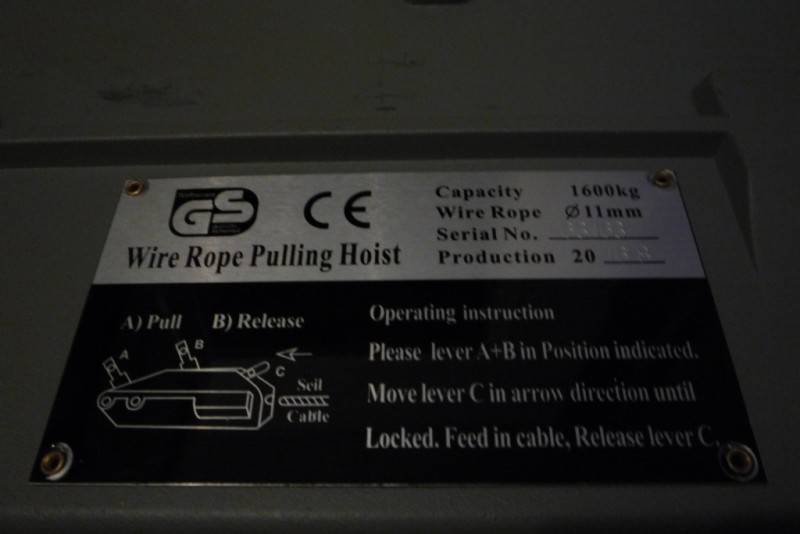 GS
CE
Wire Rope Pulling Hoist
Capacity 1600kg
Wire Rope Ø11mm
Serial No.
Production 20
A) Pull B) Release
A
B
C
Seil
Cable
Operating instruction
Please lever A+B in Position indicated.
Move lever C in arrow direction until
Locked. Feed in cable, Release lever C.